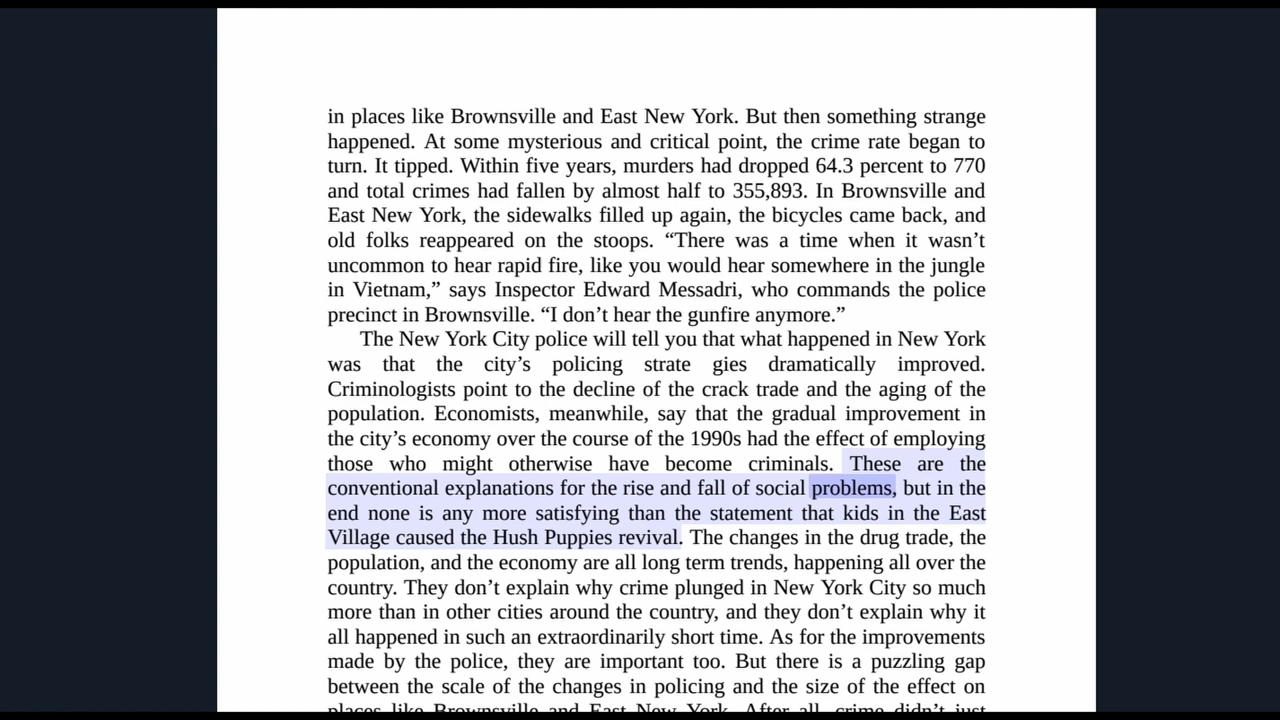 in places like Brownsville and East New York. But then something strange
happened. At some mysterious and critical point, the crime rate began to
turn. It tipped. Within five years, murders had dropped 64.3 percent to 770
and total crimes had fallen by almost half to 355,893. In Brownsville and
East New York, the sidewalks filled up again, the bicycles came back, and
old folks reappeared on the stoops. “There was a time when it wasn’t
uncommon to hear rapid fire, like you would hear somewhere in the jungle
in Vietnam,” says Inspector Edward Messadri, who commands the police
precinct in Brownsville. “I don’t hear the gunfire anymore.”
The New York City police will tell you that what happened in New York
was that the city’s policing strate gies dramatically improved.
Criminologists point to the decline of the crack trade and the aging of the
population. Economists, meanwhile, say that the gradual improvement in
the city’s economy over the course of the 1990s had the effect of employing
those who might otherwise have become criminals. These are the
conventional explanations for the rise and fall of social problems, but in the
end none is any more satisfying than the statement that kids in the East
Village caused the Hush Puppies revival. The changes in the drug trade, the
population, and the economy are all long term trends, happening all over the
country. They don’t explain why crime plunged in New York City so much
more than in other cities around the country, and they don’t explain why it
all happened in such an extraordinarily short time. As for the improvements
made by the police, they are important too. But there is a puzzling gap
between the scale of the changes in policing and the size of the effect on
places like Brownsville and East New York. After all, crime didn’t just